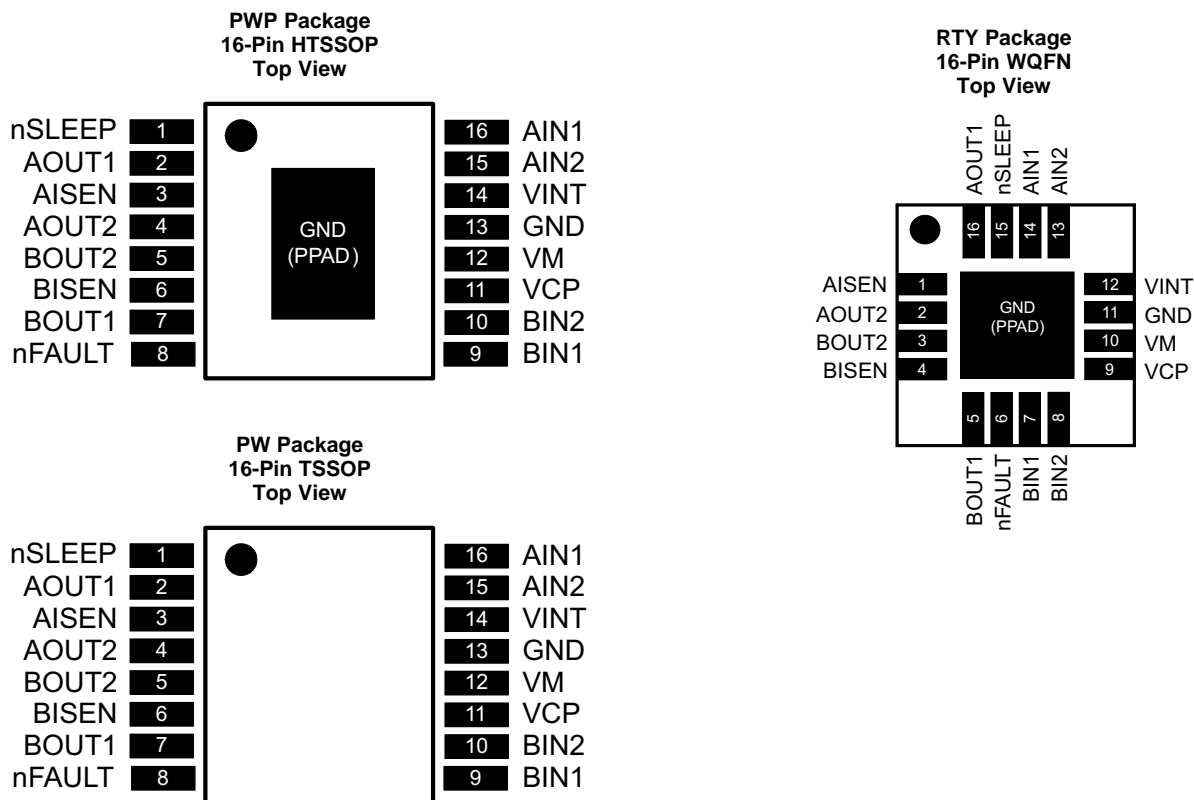 PWP Package
16-Pin HTSSOP
Top View
nSLEEP 1
AOUT1 2
AISEN 3
AOUT2 4
BOUT2 5
BISEN 6
BOUT1 7
nFAULT 8
GND
(PPAD)
16 AIN1
15 AIN2
14 VINT
13 GND
12 VM
11 VCP
10 BIN2
9 BIN1
RTY Package
16-Pin WQFN
Top View
AOUT1
nSLEEP
AIN1
AIN2
16
15
14
13
AISEN 1
AOUT2 2
BOUT2 3
BISEN 4
GND
(PPAD)
12 VINT
11 GND
10 VM
9 VCP
5
6
7
8
BOUT1
nFAULT
BIN1
BIN2
PW Package
16-Pin TSSOP
Top View
nSLEEP 1
AOUT1 2
AISEN 3
AOUT2 4
BOUT2 5
BISEN 6
BOUT1 7
nFAULT 8
16 AIN1
15 AIN2
14 VINT
13 GND
12 VM
11 VCP
10 BIN2
9 BIN1